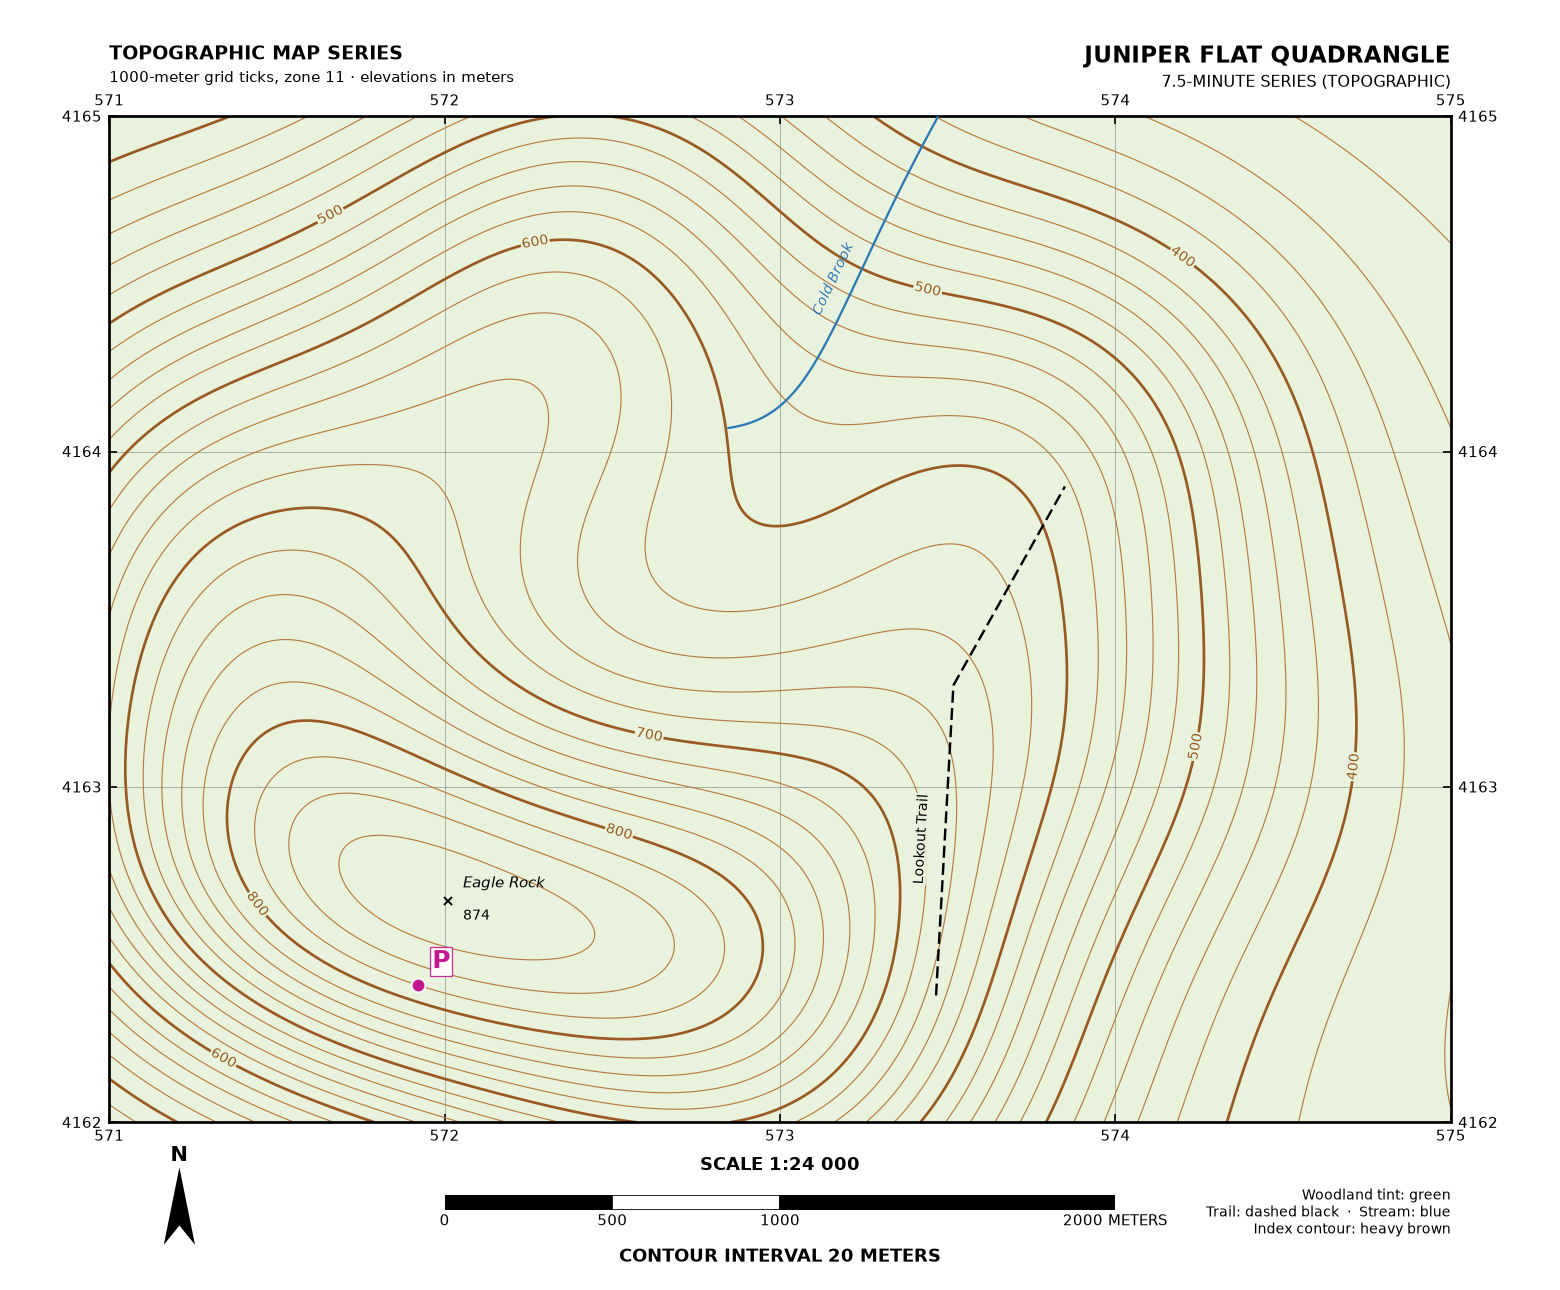 TOPOGRAPHIC MAP SERIES
1000-meter grid ticks, zone 11 · elevations in meters
JUNIPER FLAT QUADRANGLE
7.5-MINUTE SERIES (TOPOGRAPHIC)
571 572 573 574 575
4165 4165
500
600
400
Cold Brook
500
4164 4164
700
500
400
4163 4163
Lookout Trail
800
Eagle Rock
800
874
P
600
4162 4162
571 572 573 574 575
N
SCALE 1:24 000
0 500 1000 2000 METERS
CONTOUR INTERVAL 20 METERS
Woodland tint: green
Trail: dashed black · Stream: blue
Index contour: heavy brown